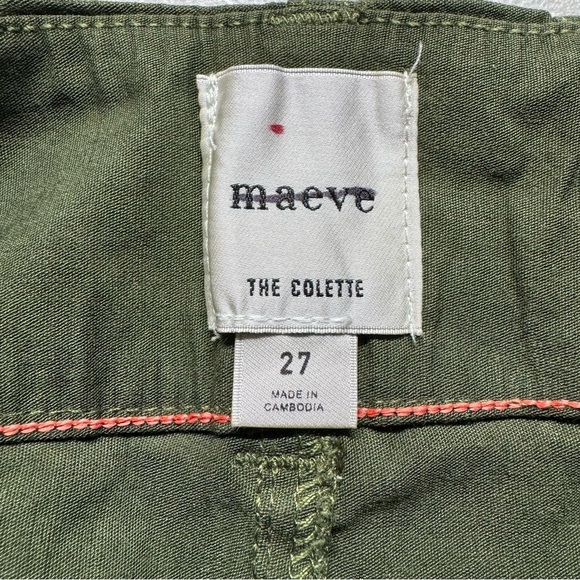 maeve
THE COLETTE
27
MADE IN
CAMBODIA